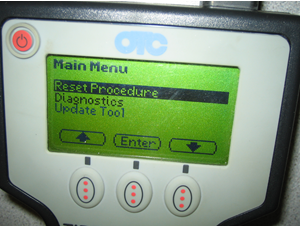 OTC
Main Menu
Reset Procedure
Diagnostics
Update Tool
Enter